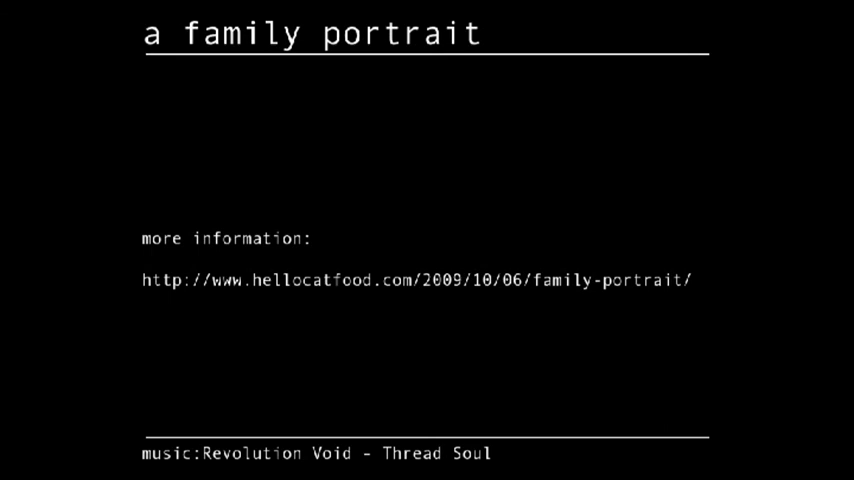 a family portrait
more information:
http://www.hellocatfood.com/2009/10/06/family-portrait/
music:Revolution Void - Thread Soul